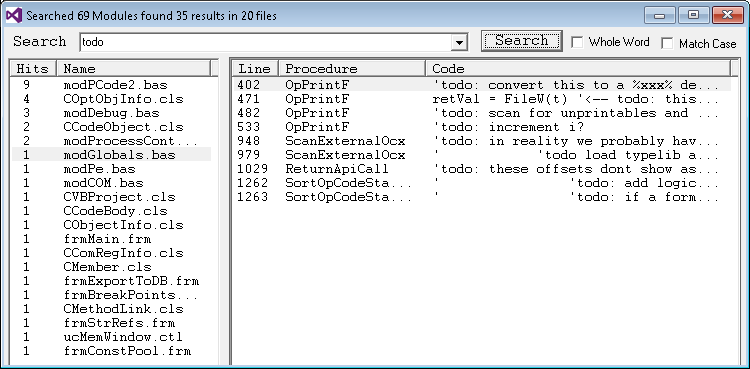 Searched 69 Modules found 35 results in 20 files
Search todo Search Whole Word Match Case
Hits Name
9 modPCode2.bas
4 COptObjInfo.cls
3 modDebug.bas
2 CCodeObject.cls
2 modProcessCont...
1 modGlobals.bas
1 modPe.bas
1 modCOM.bas
1 CVBProject.cls
1 CCodeBody.cls
1 CObjectInfo.cls
1 frmMain.frm
1 CComRegInfo.cls
1 CMember.cls
1 frmExportToDB.frm
1 frmBreakPoints...
1 CMethodLink.cls
1 frmStrRefs.frm
1 ucMemWindow.ctl
1 frmConstPool.frm
Line Procedure Code
402 OpPrintF 'todo: convert this to a %xxx% de...
471 OpPrintF retVal = FileW(t) '<-- todo: this...
482 OpPrintF 'todo: scan for unprintables and ...
533 OpPrintF 'todo: increment i?
948 ScanExternalOcx 'todo: in reality we probably hav...
979 ScanExternalOcx ' 'todo load typelib a...
1029 ReturnApiCall 'todo: these offsets dont show as...
1262 SortOpCodeSta... ' 'todo: add logic...
1263 SortOpCodeSta... ' 'todo: if a form...